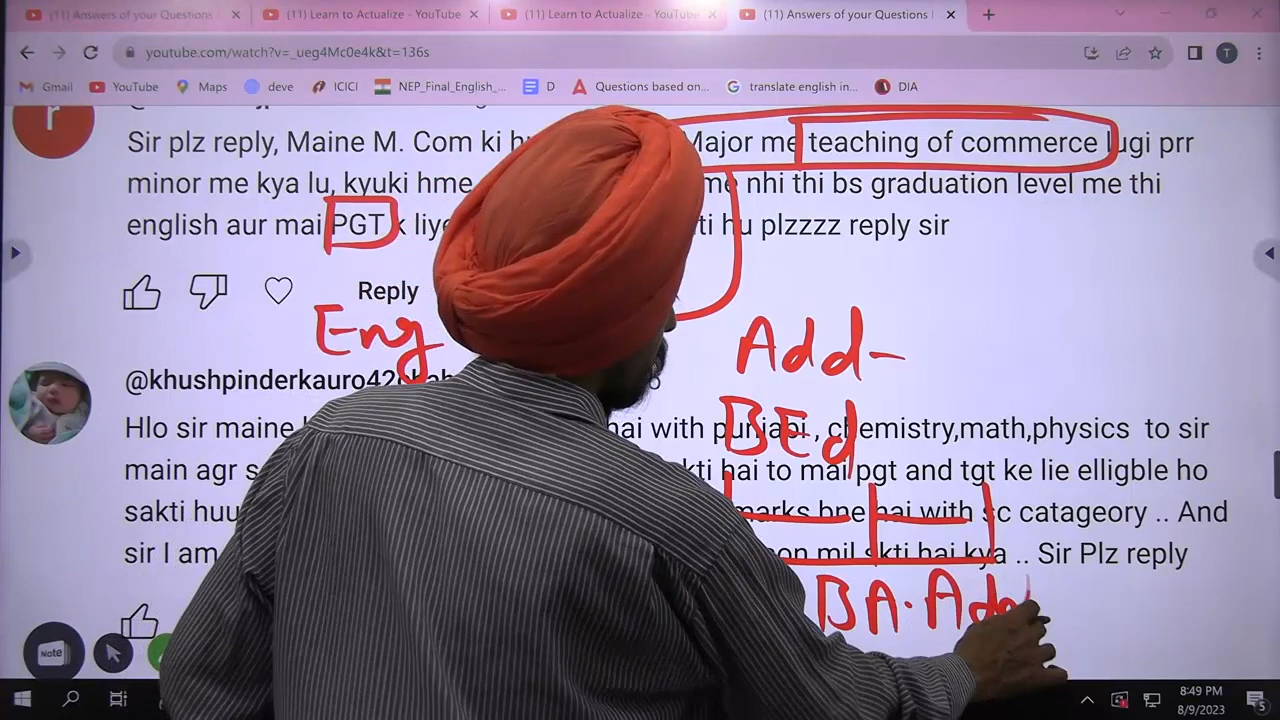 (11) Answers of your Questions
(11) Learn to Actualize - YouTube
(11) Learn to Actualize - YouTube
(11) Answers of your Questions
youtube.com/watch?v=_ueg4Mc0e4k&t=136s
T
Gmail YouTube Maps deve ICICI NEP_Final_English_... D Questions based on... translate english in... DIA
r
Sir plz reply, Maine M. Com ki Major me teaching of commerce lugi prr
minor me kya lu, kyuki hme me nhi thi bs graduation level me thi
english aur mai PGT k liye hu plzzzz reply sir
Reply
Eng
Add-
BEd
hai with punjabi , chemistry,math,physics to sir
Hlo sir maine
main agr hai to mai pgt and tgt ke lie elligble ho
sakti huu marks bne hai with sc catageory .. And
sir I am mil skti hai kya .. Sir Plz reply
BA. Add
Note
8:49 PM
8/9/2023
5